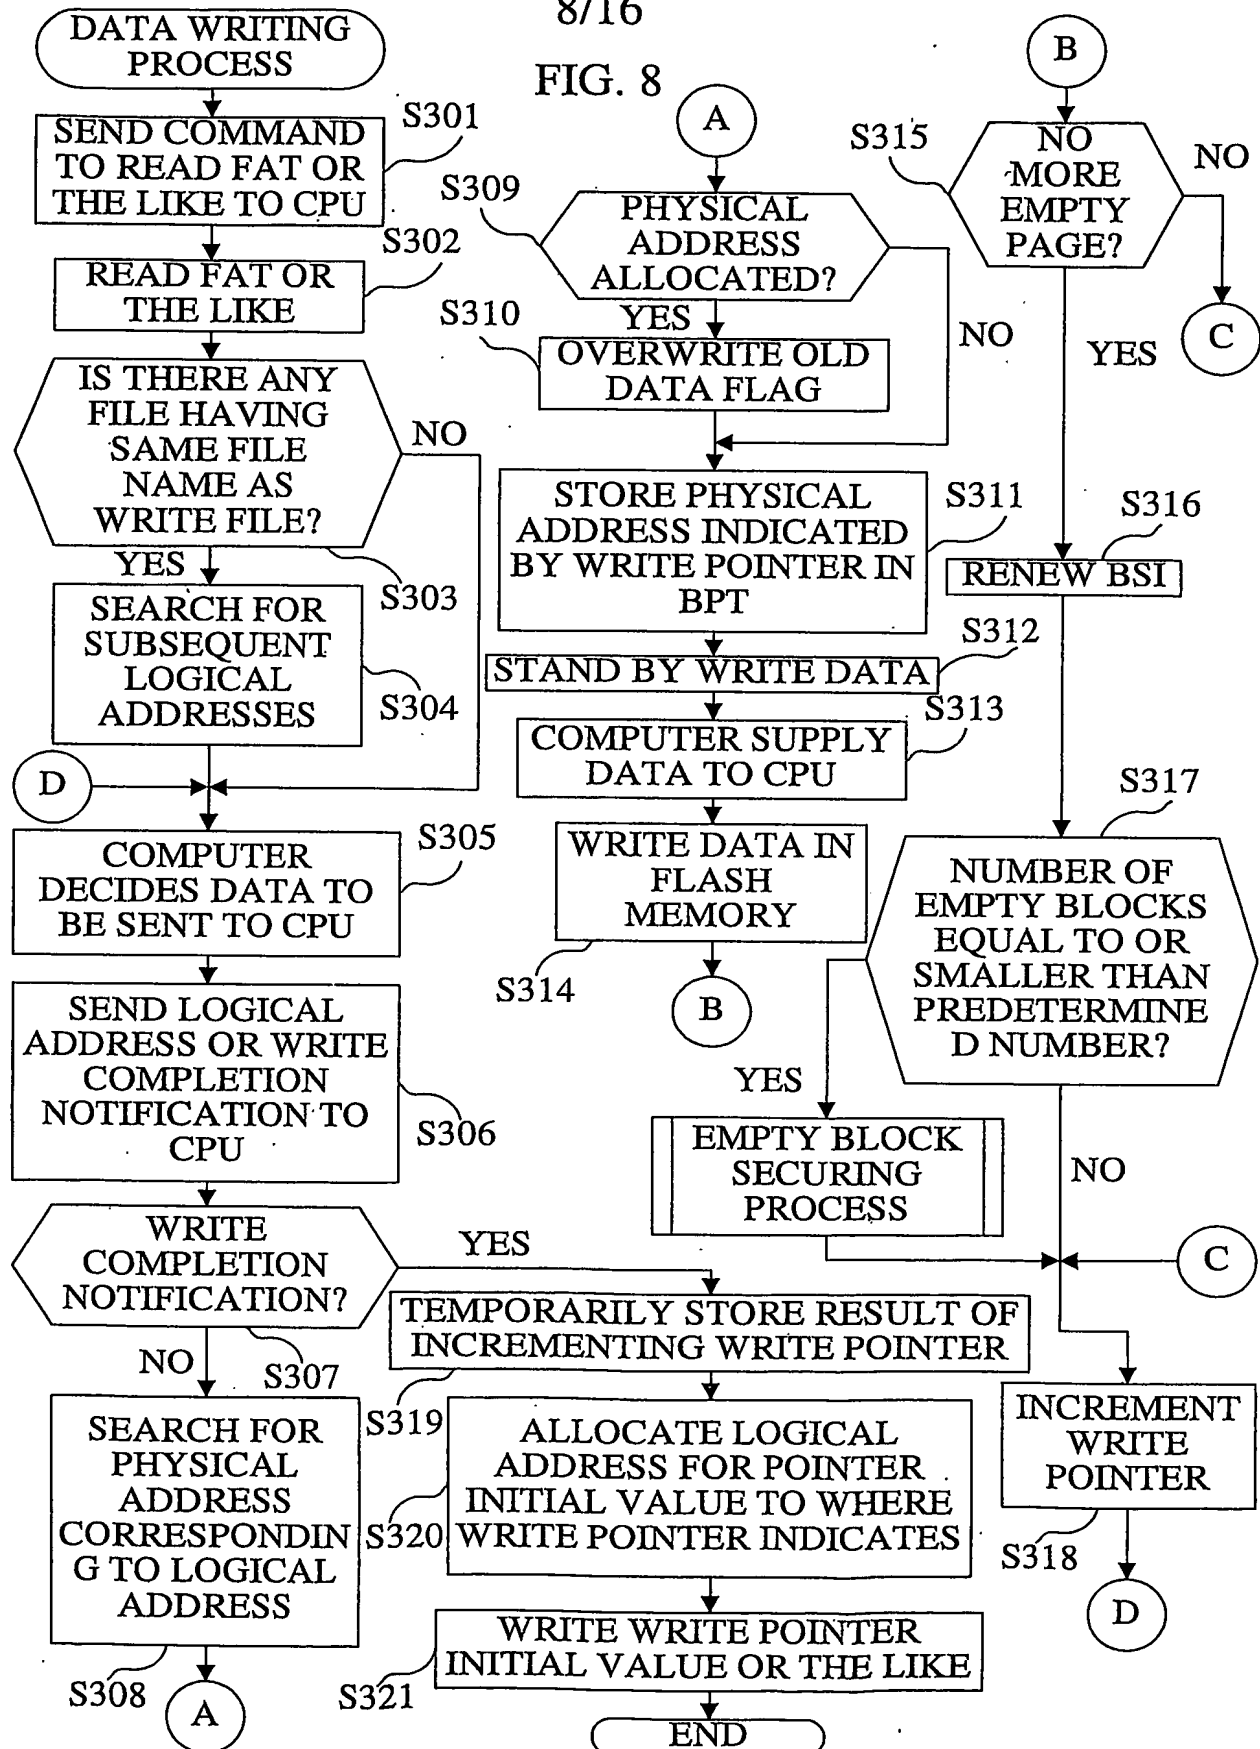 8/16
FIG. 8
DATA WRITING
PROCESS
S301
SEND COMMAND
TO READ FAT OR
THE LIKE TO CPU
S302
READ FAT OR
THE LIKE
IS THERE ANY
FILE HAVING
SAME FILE
NAME AS
WRITE FILE?
NO
YES
S303
SEARCH FOR
SUBSEQUENT
LOGICAL
ADDRESSES
S304
D
S305
COMPUTER
DECIDES DATA TO
BE SENT TO CPU
SEND LOGICAL
ADDRESS OR WRITE
COMPLETION
NOTIFICATION TO
CPU
S306
WRITE
COMPLETION
NOTIFICATION?
YES
NO
S307
SEARCH FOR
PHYSICAL
ADDRESS
CORRESPONDIN
G TO LOGICAL
ADDRESS
S308
A
A
S309
PHYSICAL
ADDRESS
ALLOCATED?
YES
NO
S310
OVERWRITE OLD
DATA FLAG
STORE PHYSICAL
ADDRESS INDICATED
BY WRITE POINTER IN
BPT
S311
S312
STAND BY WRITE DATA
S313
COMPUTER SUPPLY
DATA TO CPU
WRITE DATA IN
FLASH
MEMORY
S314
B
B
S315
NO
MORE
EMPTY
PAGE?
NO
C
YES
S316
RENEW BSI
S317
NUMBER OF
EMPTY BLOCKS
EQUAL TO OR
SMALLER THAN
PREDETERMINE
D NUMBER?
YES
EMPTY BLOCK
SECURING
PROCESS
NO
C
INCREMENT
WRITE
POINTER
S318
D
TEMPORARILY STORE RESULT OF
INCREMENTING WRITE POINTER
S319
ALLOCATE LOGICAL
ADDRESS FOR POINTER
INITIAL VALUE TO WHERE
WRITE POINTER INDICATES
S320
WRITE WRITE POINTER
INITIAL VALUE OR THE LIKE
S321
END